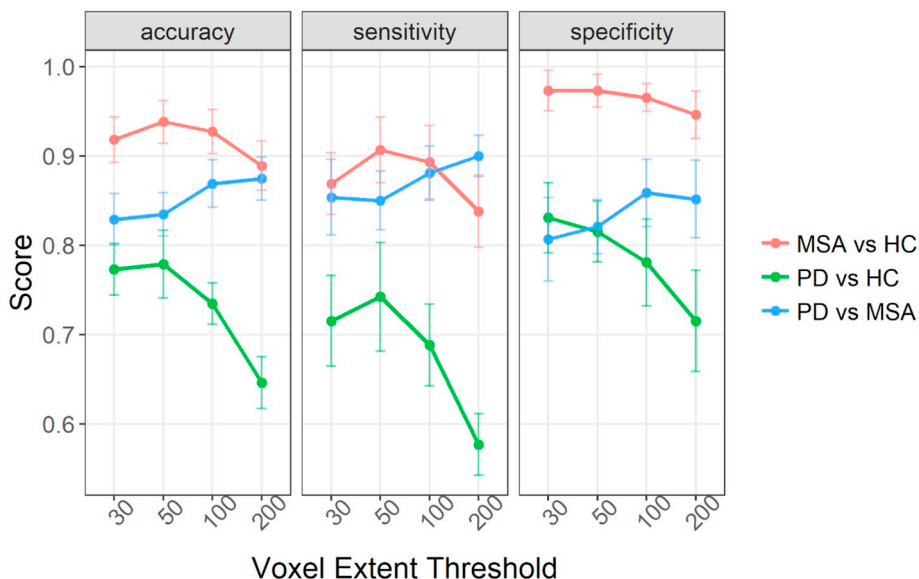 accuracy sensitivity specificity
1.0
0.9
0.8
0.7
0.6
Score
30 50 100 200 30 50 100 200 30 50 100 200
Voxel Extent Threshold
MSA vs HC
PD vs HC
PD vs MSA